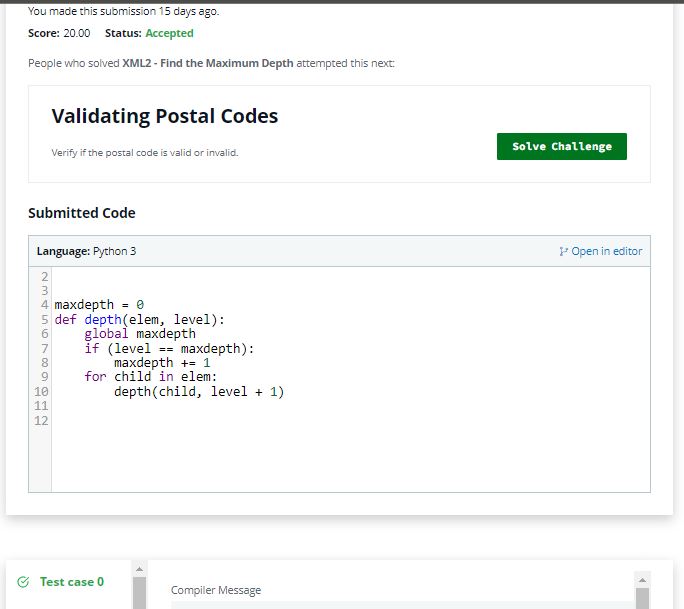 You made this submission 15 days ago.
Score: 20.00 Status: Accepted
People who solved XML2 - Find the Maximum Depth attempted this next:
Validating Postal Codes
Verify if the postal code is valid or invalid.
Solve Challenge
Submitted Code
Language: Python 3
Open in editor
2
3
4 maxdepth = 0
5 def depth(elem, level):
6     global maxdepth
7     if (level == maxdepth):
8         maxdepth += 1
9     for child in elem:
10         depth(child, level + 1)
11
12
Test case 0
Compiler Message